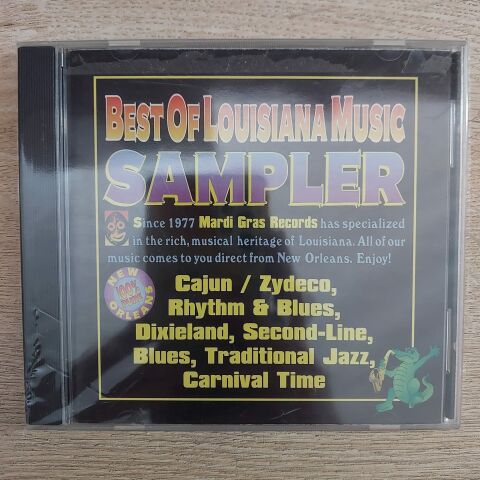 BEST OF LOUISIANA MUSIC
SAMPLER
Since 1977 Mardi Gras Records has specialized
in the rich, musical heritage of Louisiana. All of our
music comes to you direct from New Orleans. Enjoy!
NEW
100%
ORLEANS
Cajun / Zydeco,
Rhythm & Blues,
Dixieland, Second-Line,
Blues, Traditional Jazz,
Carnival Time